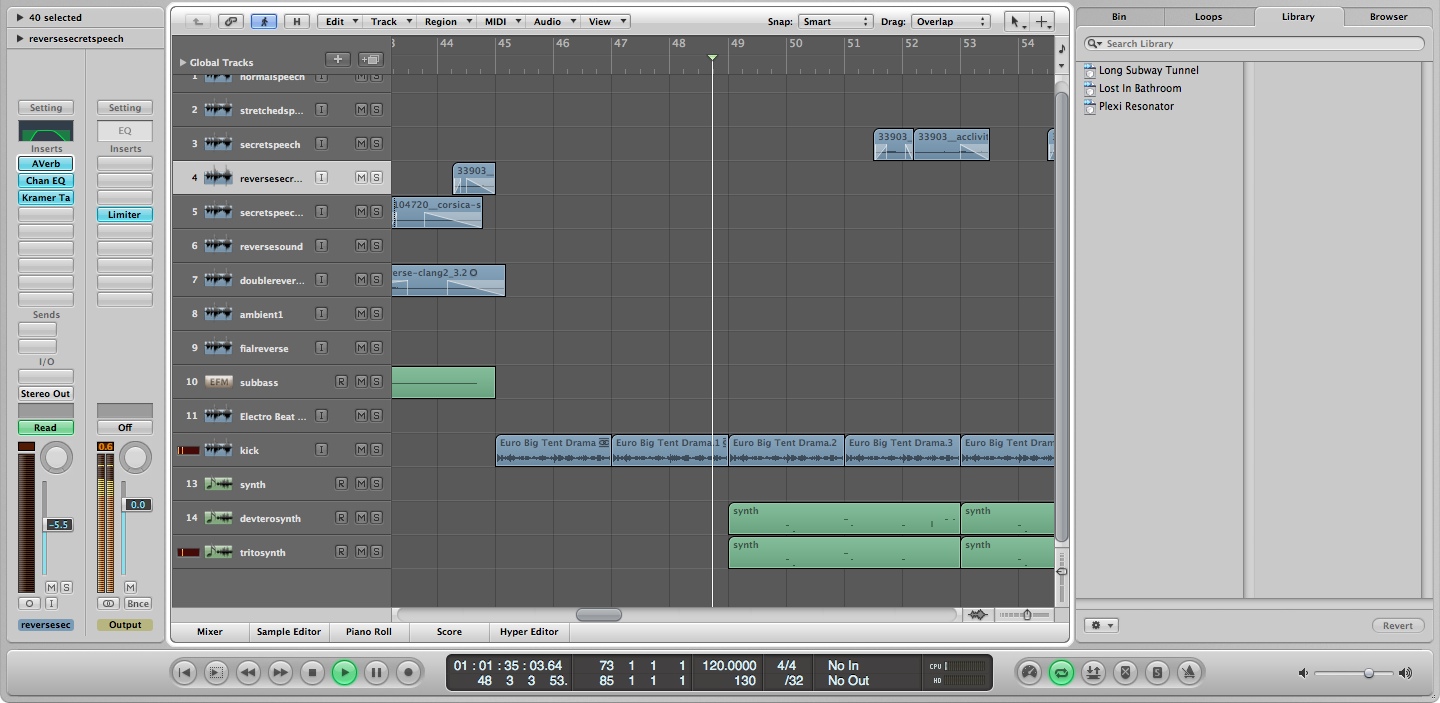 40 selected
reversesecretspeech
Setting Setting
EQ
Inserts Inserts
AVerb
Chan EQ
Kramer Ta
Limiter
Sends
I/O
Stereo Out
Read Off
0.6
0.0
-5.5
M S M
O I Bnce
reversesec Output
H Edit Track Region MIDI Audio View Snap: Smart Drag: Overlap
Global Tracks
44 45 46 47 48 49 50 51 52 53 54
1 normalspeech I M S
2 stretchedsp... I M S
3 secretspeech I M S 33903_ 33903__acclivit
4 reversesecr... I M S 33903_
5 secretspeec... I M S 104720__corsica-s
6 reversesound I M S
7 doublerever... I M S erse-clang2_3.2
8 ambient1 I M S
9 fialreverse I M S
10 EFM subbass R M S
11 Electro Beat ... I M S
kick I M S Euro Big Tent Drama Euro Big Tent Drama.1 Euro Big Tent Drama.2 Euro Big Tent Drama.3 Euro Big Tent Dram
13 synth R M S
14 devterosynth R M S synth synth
tritosynth R M S synth synth
Mixer Sample Editor Piano Roll Score Hyper Editor
Bin Loops Library Browser
Search Library
Long Subway Tunnel
Lost In Bathroom
Plexi Resonator
Revert
01 : 01 : 35 : 03.64 73 1 1 1 120.0000 4/4 No In CPU
48 3 3 53. 85 1 1 1 130 /32 No Out HD
S